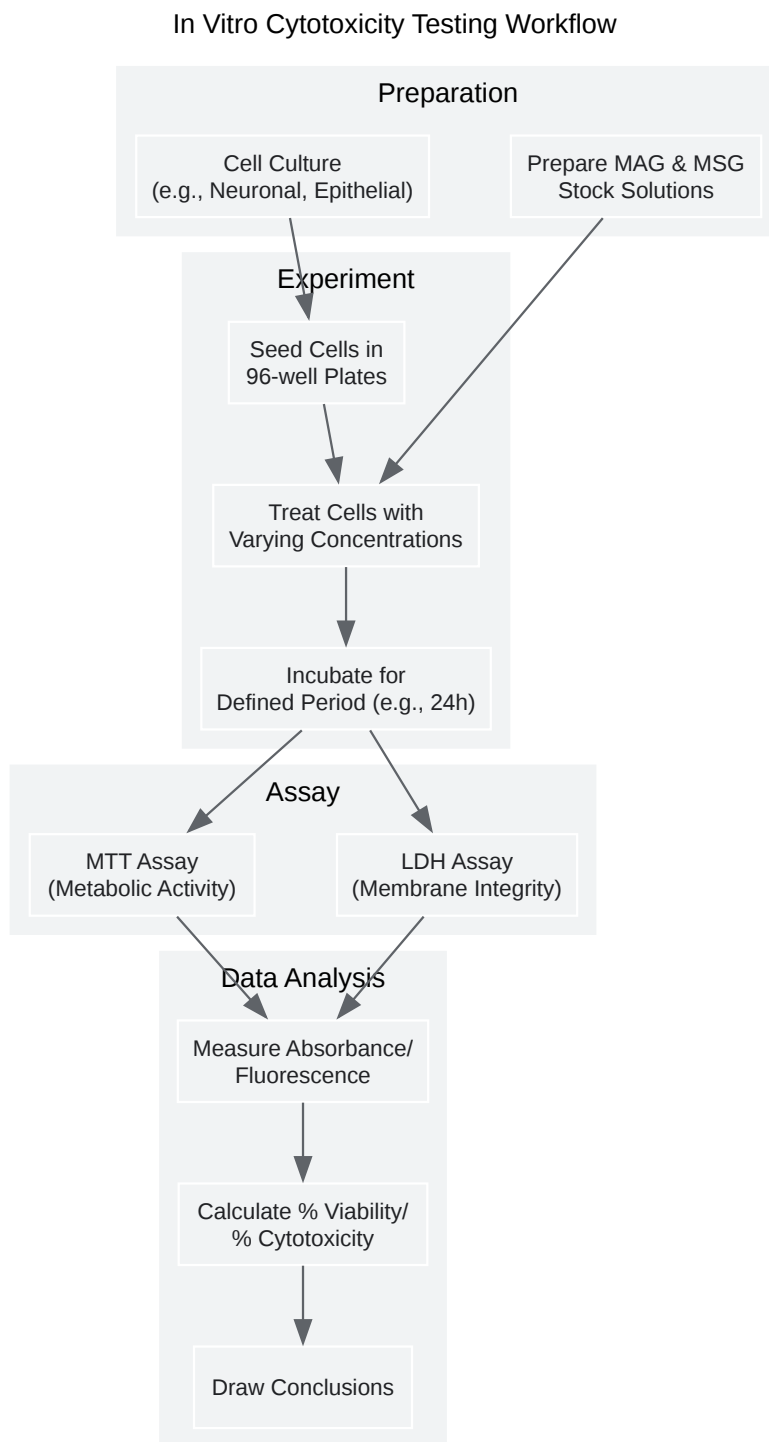 In Vitro Cytotoxicity Testing Workflow
Preparation
Cell Culture
(e.g., Neuronal, Epithelial)
Prepare MAG & MSG
Stock Solutions
Experiment
Seed Cells in
96-well Plates
Treat Cells with
Varying Concentrations
Incubate for
Defined Period (e.g., 24h)
Assay
MTT Assay
(Metabolic Activity)
LDH Assay
(Membrane Integrity)
Data Analysis
Measure Absorbance/
Fluorescence
Calculate % Viability/
% Cytotoxicity
Draw Conclusions